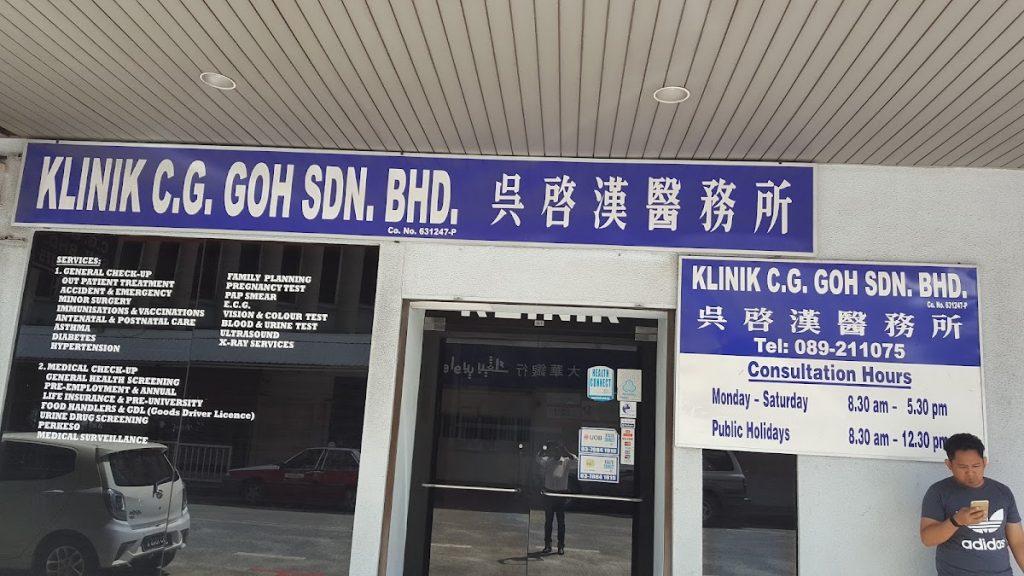 KLINIK C.G. GOH SDN. BHD. 吳啓漢醫務所
Co. No. 631247-P
SERVICES:
1. GENERAL CHECK-UP
OUT PATIENT TREATMENT
ACCIDENT & EMERGENCY
MINOR SURGERY
IMMUNISATIONS & VACCINATIONS
ANTENATAL & POSTNATAL CARE
ASTHMA
DIABETES
HYPERTENSION
FAMILY PLANNING
PREGNANCY TEST
PAP SMEAR
E.C.G.
VISION & COLOUR TEST
BLOOD & URINE TEST
ULTRASOUND
X-RAY SERVICES
2. MEDICAL CHECK-UP
GENERAL HEALTH SCREENING
PRE-EMPLOYMENT & ANNUAL
LIFE INSURANCE & PRE-UNIVERSITY
FOOD HANDLERS & GDL (Goods Driver Licence)
URINE DRUG SCREENING
PERKESO
MEDICAL SURVEILLANCE
KLINIK
大華銀行
HEALTH
CONNECT
UOB
KLINIK C.G. GOH SDN. BHD.
Co. No. 631247-P
吳啓漢醫務所
Tel: 089-211075
Consultation Hours
Monday - Saturday 8.30 am - 5.30 pm
Public Holidays 8.30 am - 12.30 pm
adidas